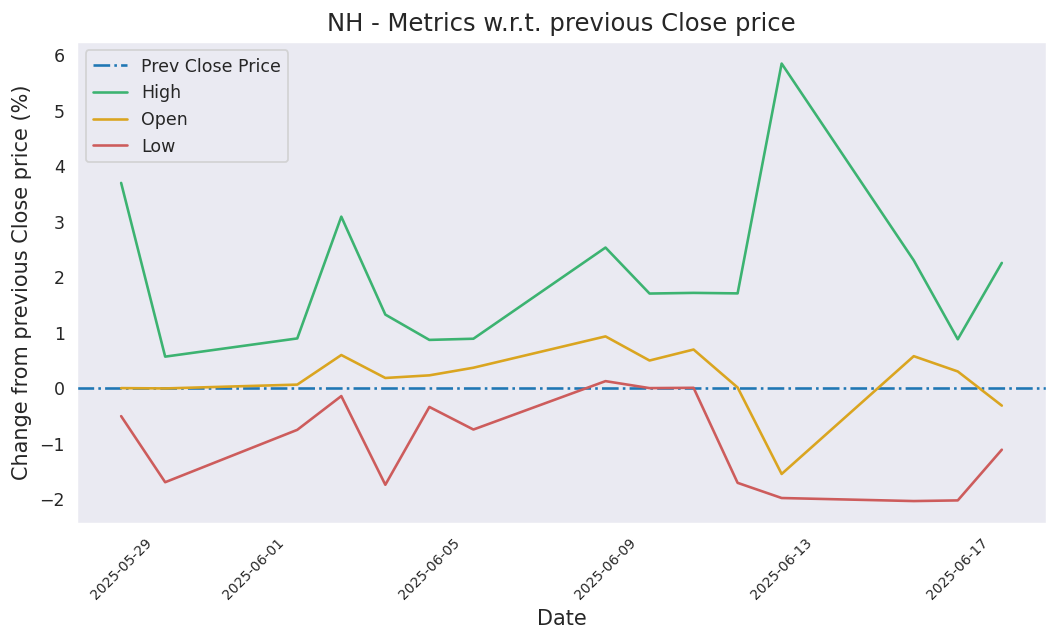 NH - Metrics w.r.t. previous Close price
Change from previous Close price (%)
6
5
4
3
2
1
0
−1
−2
Prev Close Price
High
Open
Low
2025-05-29
2025-06-01
2025-06-05
2025-06-09
2025-06-13
2025-06-17
Date